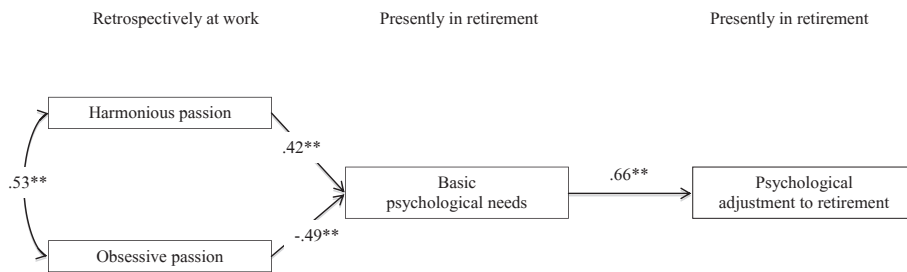 Retrospectively at work
Presently in retirement
Presently in retirement
Harmonious passion
.42**
.53**
Basic
psychological needs
.66**
Psychological
adjustment to retirement
-.49**
Obsessive passion